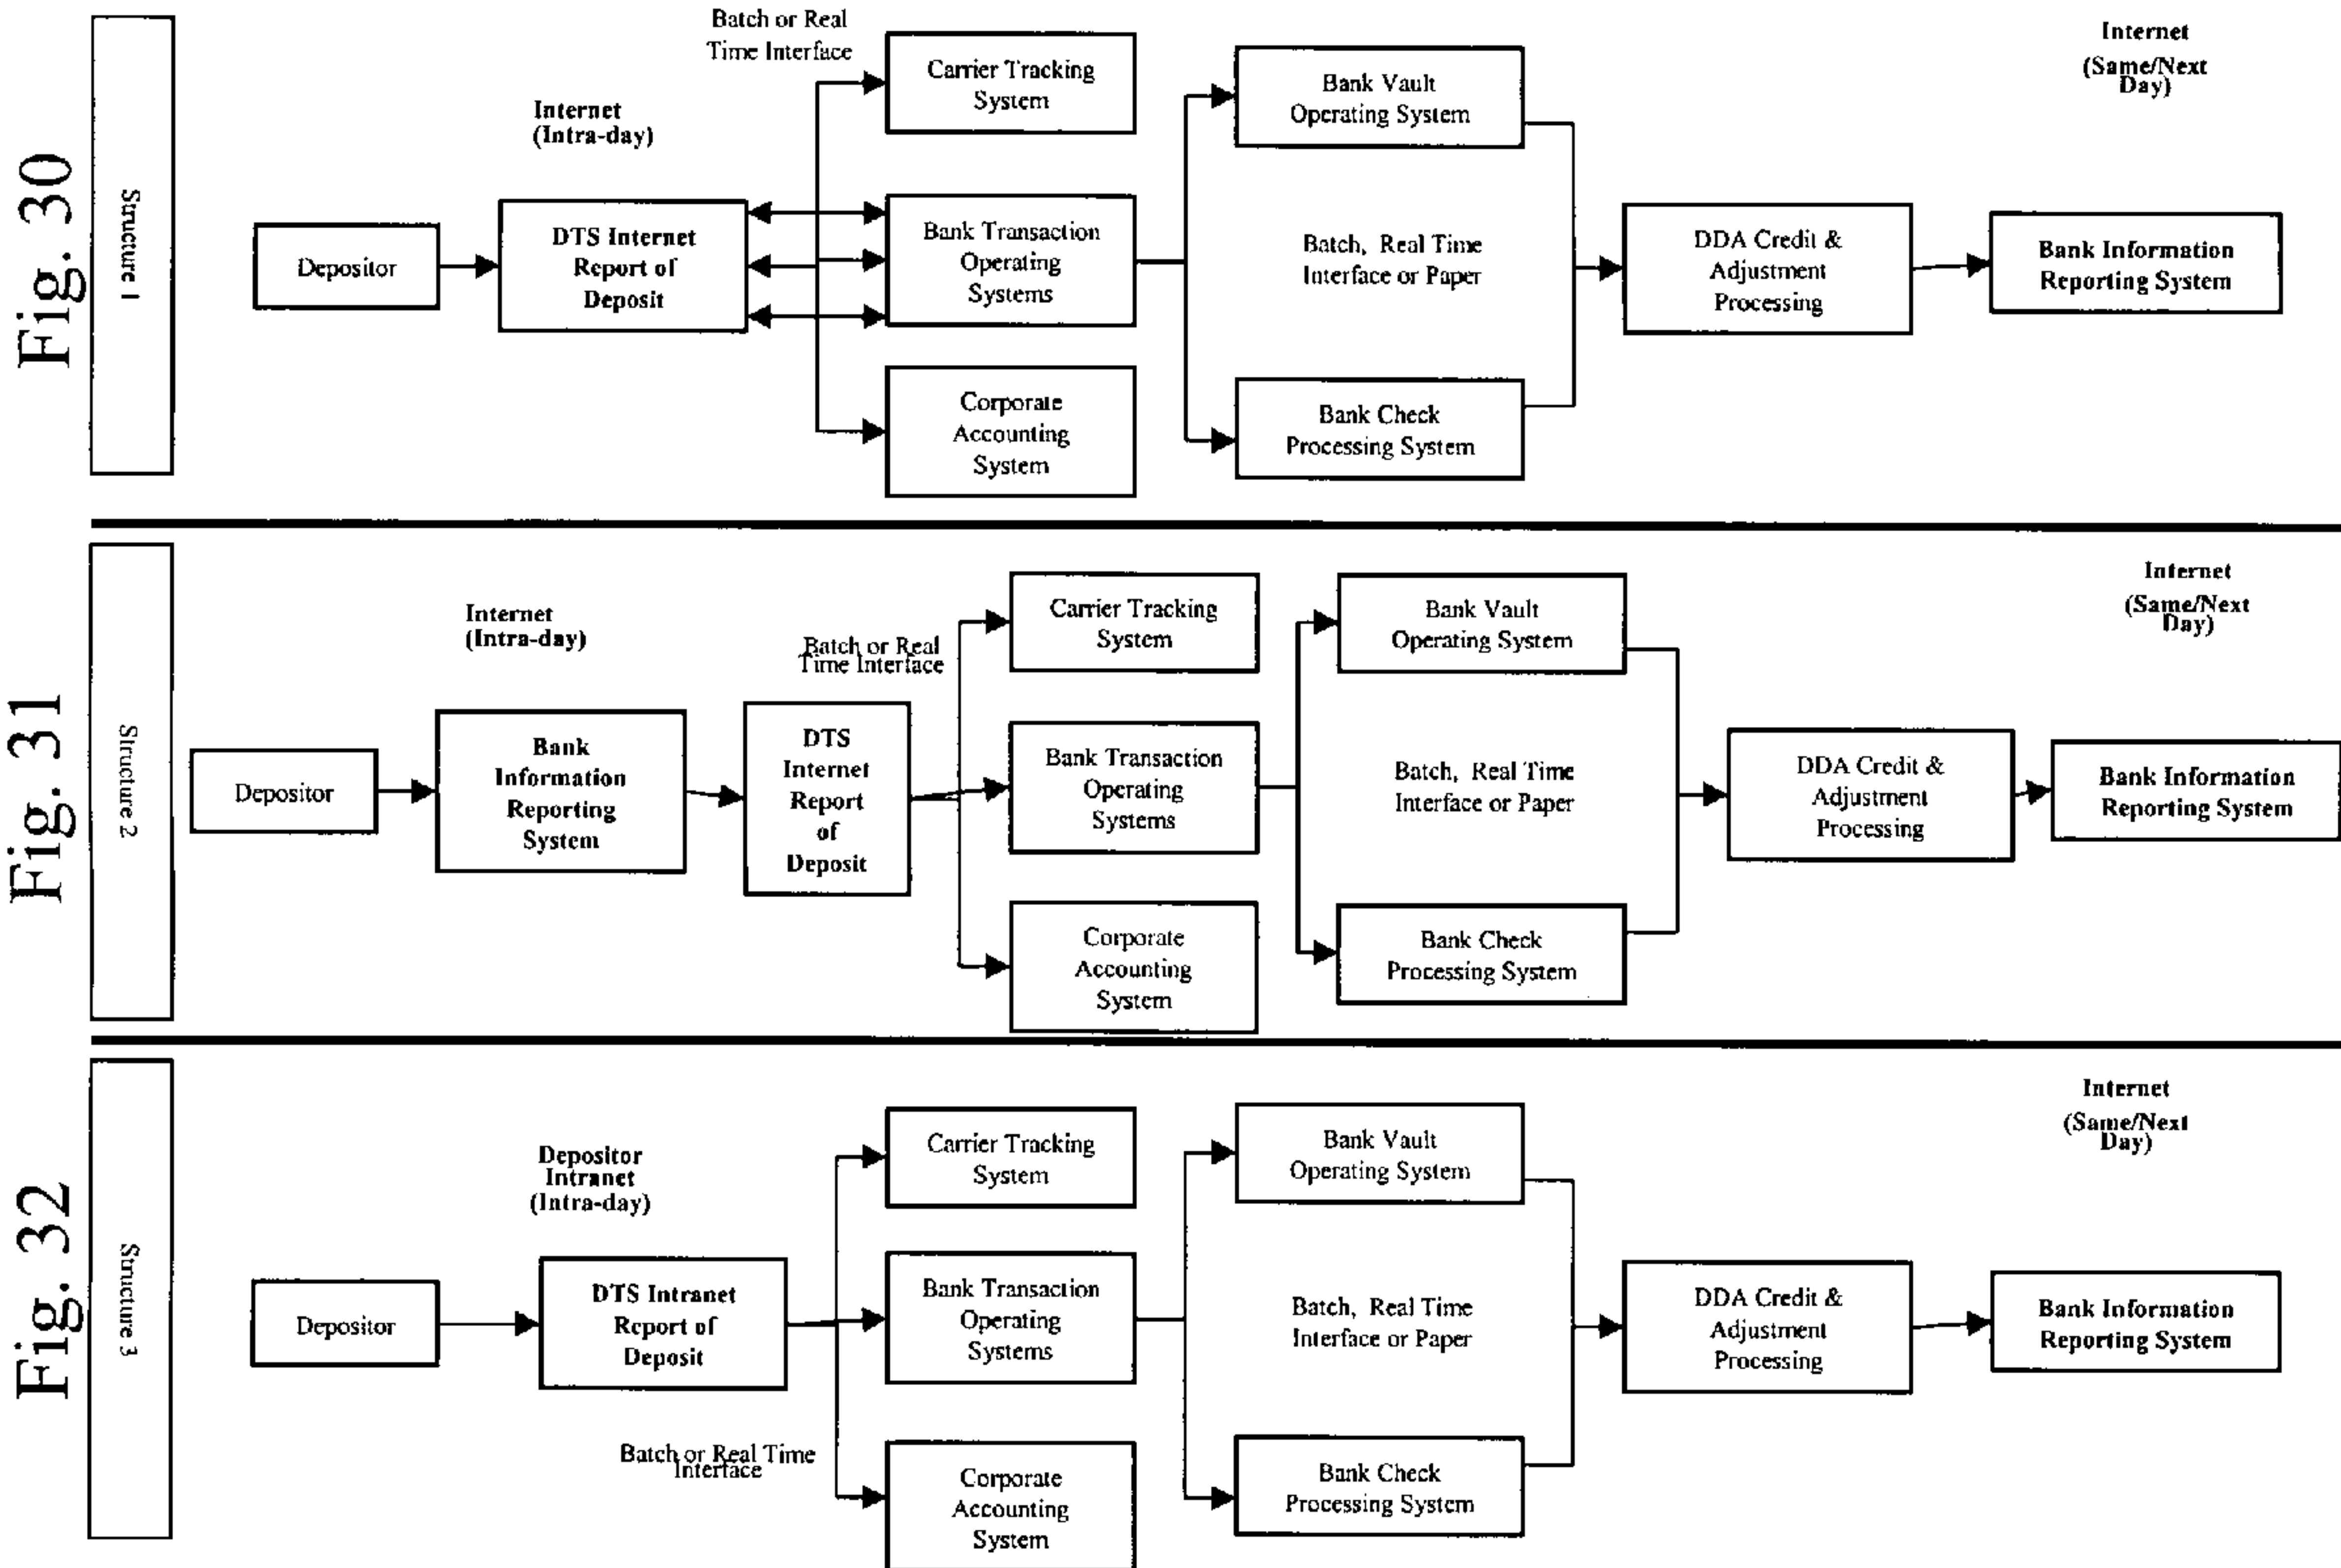 Fig. 30
Structure 1
Depositor
Internet
(Intra-day)
DTS Internet
Report of
Deposit
Batch or Real
Time Interface
Carrier Tracking
System
Bank Transaction
Operating
Systems
Corporate
Accounting
System
Bank Vault
Operating System
Batch, Real Time
Interface or Paper
Bank Check
Processing System
DDA Credit &
Adjustment
Processing
Internet
(Same/Next
Day)
Bank Information
Reporting System
Fig. 31
Structure 2
Depositor
Internet
(Intra-day)
Bank
Information
Reporting
System
DTS
Internet
Report
of
Deposit
Batch or Real
Time Interface
Carrier Tracking
System
Bank Transaction
Operating
Systems
Corporate
Accounting
System
Bank Vault
Operating System
Batch, Real Time
Interface or Paper
Bank Check
Processing System
DDA Credit &
Adjustment
Processing
Internet
(Same/Next
Day)
Bank Information
Reporting System
Fig. 32
Structure 3
Depositor
Depositor
Intranet
(Intra-day)
DTS Intranet
Report of
Deposit
Batch or Real Time
Interface
Carrier Tracking
System
Bank Transaction
Operating
Systems
Corporate
Accounting
System
Bank Vault
Operating System
Batch, Real Time
Interface or Paper
Bank Check
Processing System
DDA Credit &
Adjustment
Processing
Internet
(Same/Next
Day)
Bank Information
Reporting System